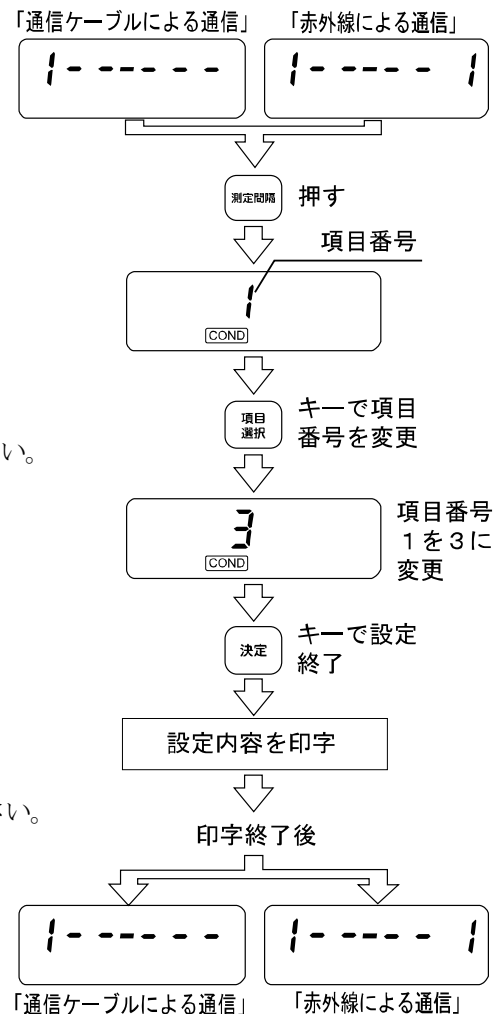 「通信ケーブルによる通信」 「赤外線による通信」
1------ 1----- 1
測定間隔 押す
項目番号
1
COND
項目
選択
キーで項目
番号を変更
い。
3
COND
項目番号
１を３に
変更
決定
キーで設定
終了
設定内容を印字
さい。
印字終了後
1------ 1----- 1
「通信ケーブルによる通信」 「赤外線による通信」